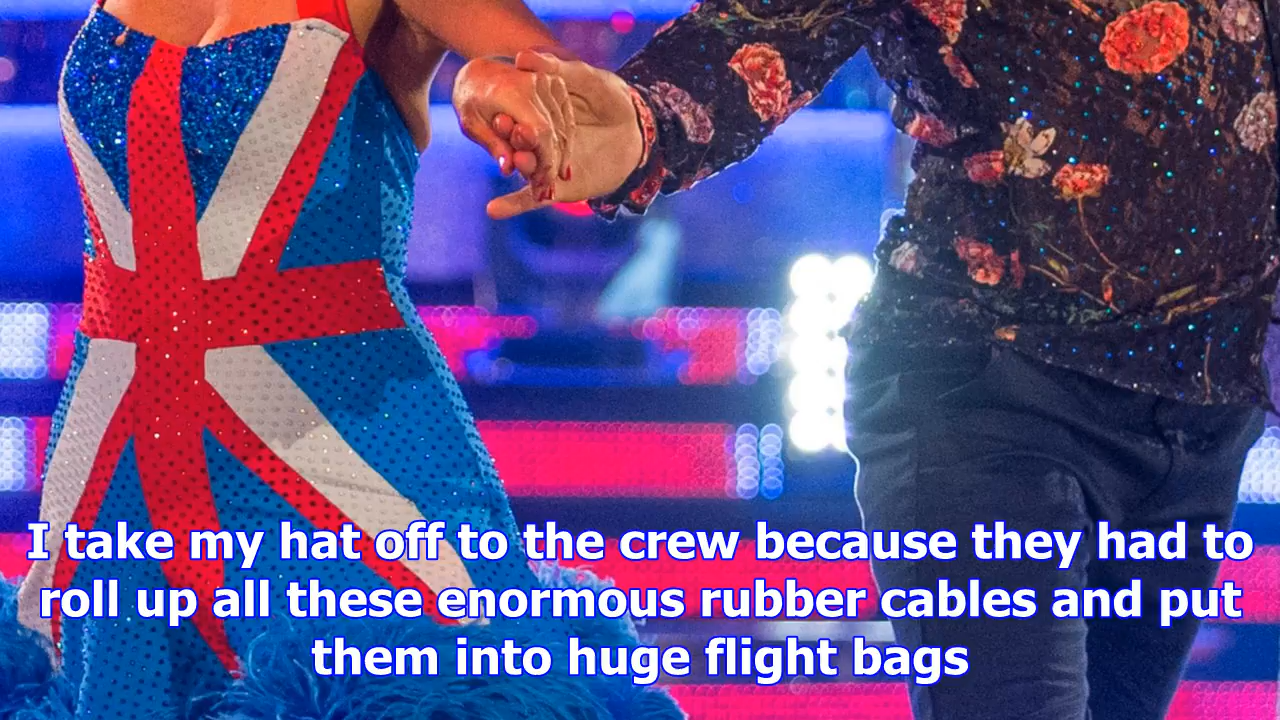 I take my hat off to the crew because they had to
roll up all these enormous rubber cables and put
them into huge flight bags